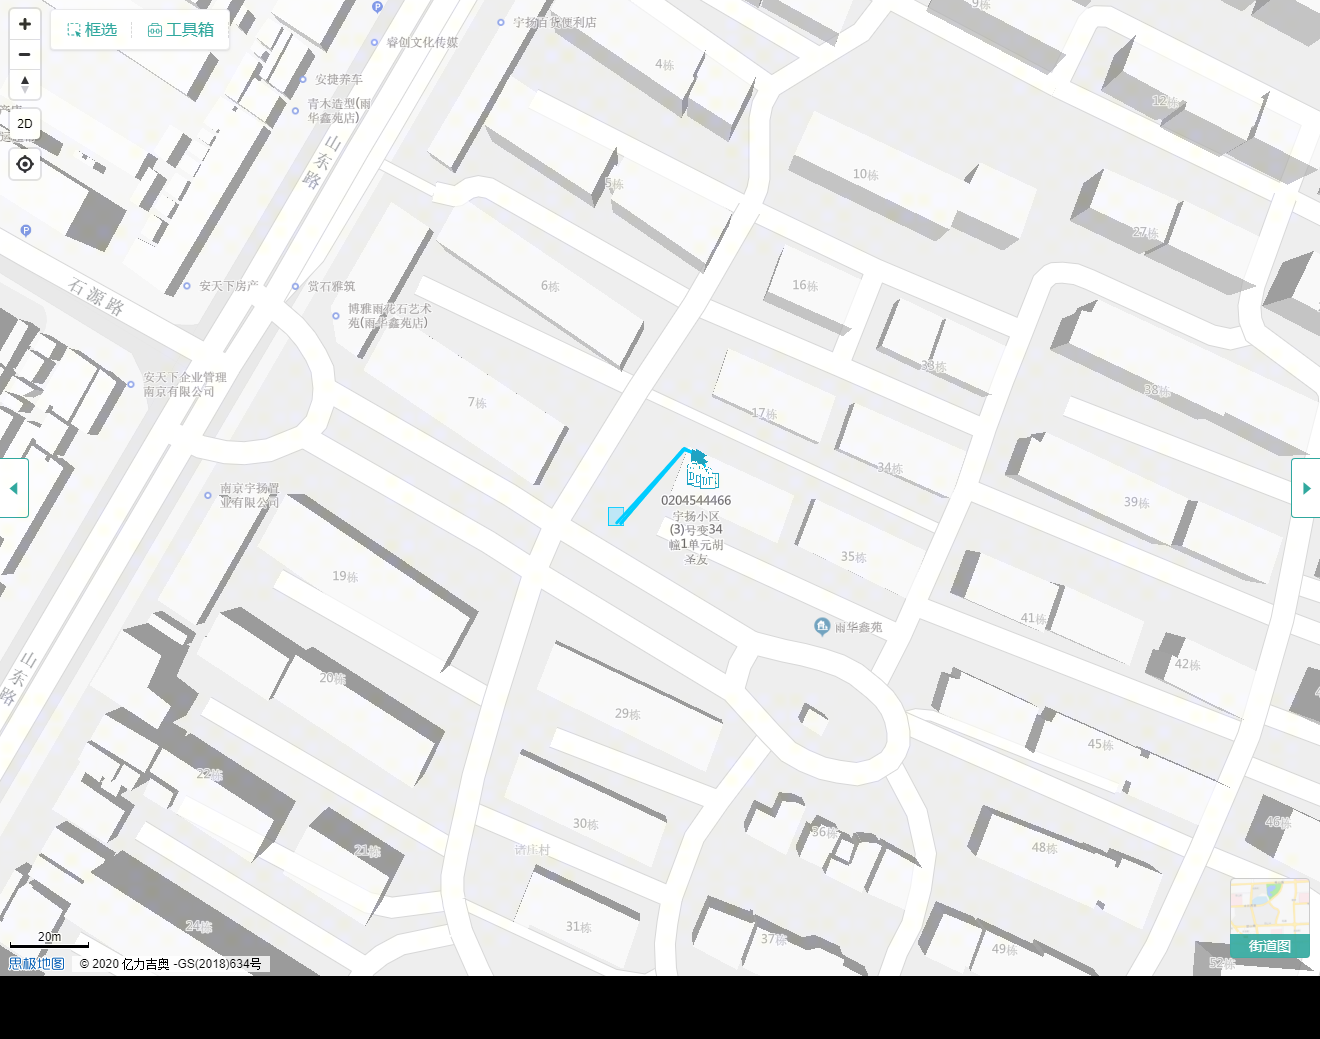 框选
工具箱
2D
宇扬百货便利店
睿创文化传媒
安捷养车
青木造型(雨
华鑫苑店)
山东路
石源路
安天下房产
赏石雅筑
博雅雨花石艺术
苑(雨华鑫苑店)
安天下企业管理
南京有限公司
南京宇扬置
业有限公司
山东路
4栋
5栋
6栋
7栋
9栋
10栋
12栋
27栋
16栋
33栋
38栋
17栋
34栋
39栋
0204544466
宇扬小区
(3)号变34
幢1单元胡
圣友
35栋
雨华鑫苑
41栋
42栋
19栋
20栋
29栋
45栋
22栋
30栋
诸庄村
36栋
46栋
21栋
48栋
24栋
31栋
37栋
49栋
52栋
街道图
20m
思极地图
© 2020 亿力吉奥 -GS(2018)634号